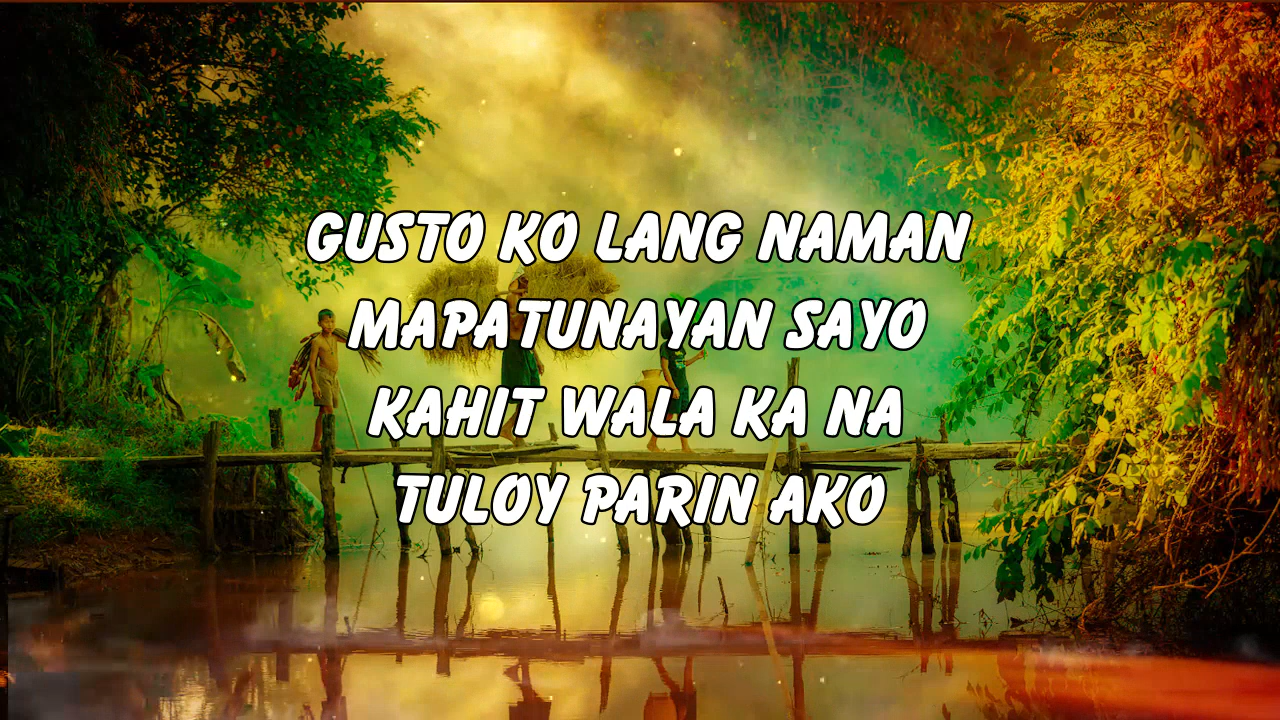 GUSTO KO LANG NAMAN
MAPATUNAYAN SAYO
KAHIT WALA KA NA
TULOY PARIN AKO